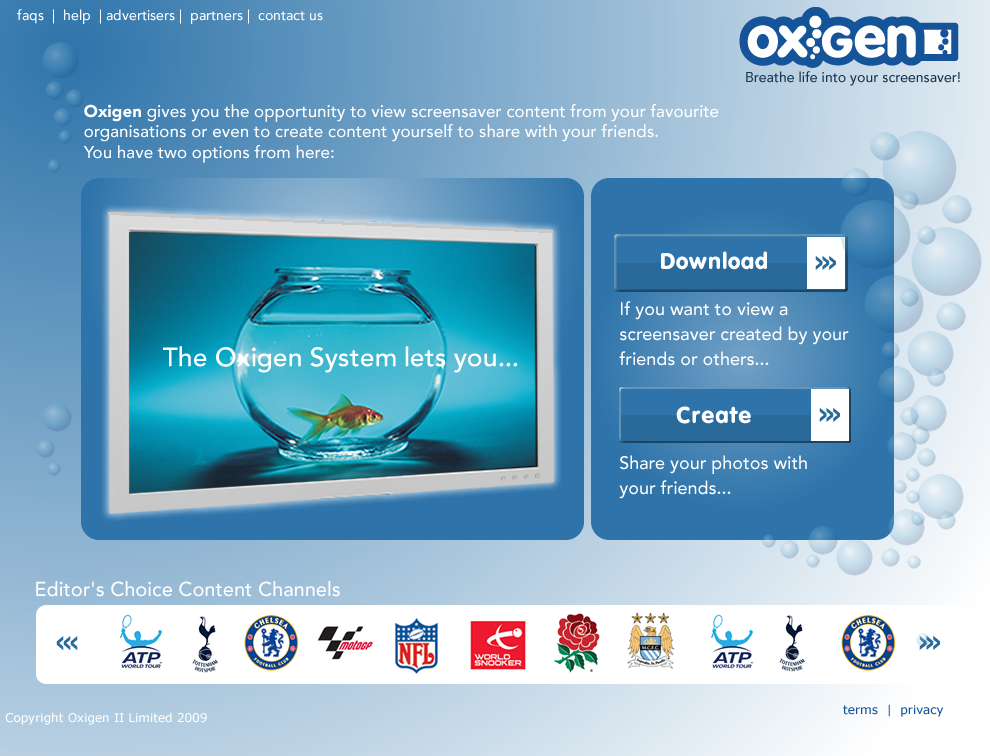 faqs | help | advertisers | partners | contact us
oxigen
Breathe life into your screensaver!
Oxigen gives you the opportunity to view screensaver content from your favourite
organisations or even to create content yourself to share with your friends.
You have two options from here:
The Oxigen System lets you...
Download >>>
If you want to view a
screensaver created by your
friends or others...
Create >>>
Share your photos with
your friends...
Editor's Choice Content Channels
ATP
WORLD TOUR
TOTTENHAM
HOTSPUR
CHELSEA
FOOTBALL CLUB
motogp
NFL
WORLD
SNOOKER
M.C.F.C.
ATP
WORLD TOUR
TOTTENHAM
HOTSPUR
CHELSEA
FOOTBALL CLUB
terms | privacy
Copyright Oxigen II Limited 2009